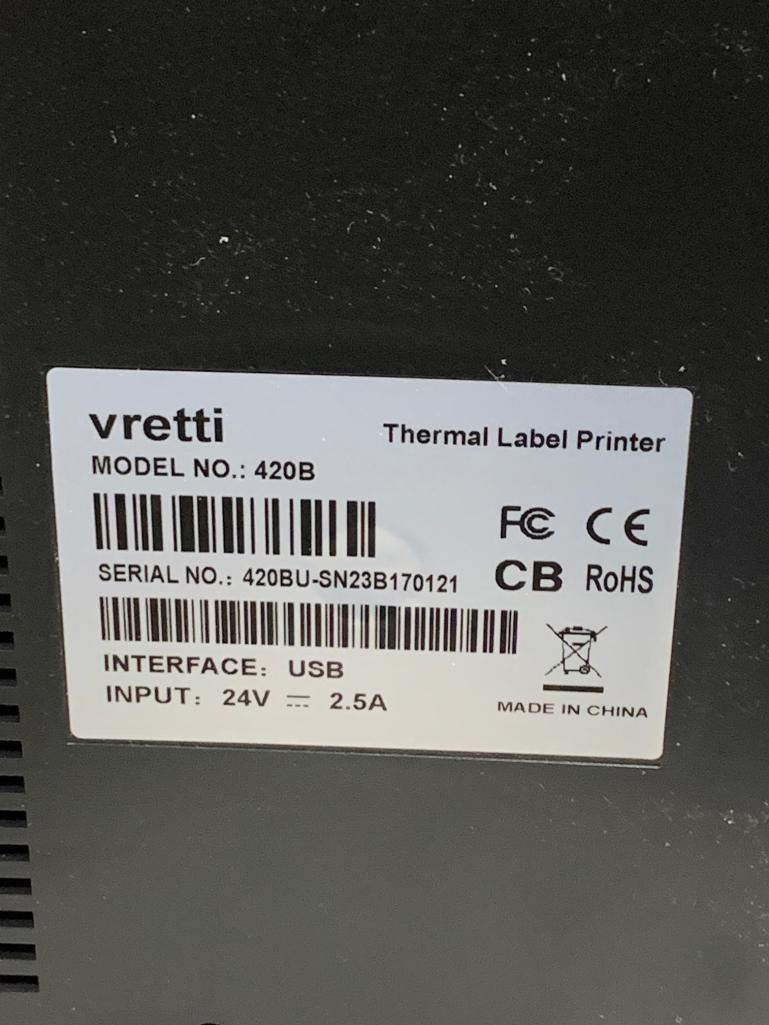 vretti
Thermal Label Printer
MODEL NO.: 420B
FC CE
SERIAL NO.: 420BU-SN23B170121
CB RoHS
INTERFACE: USB
INPUT: 24V ⎓ 2.5A
MADE IN CHINA